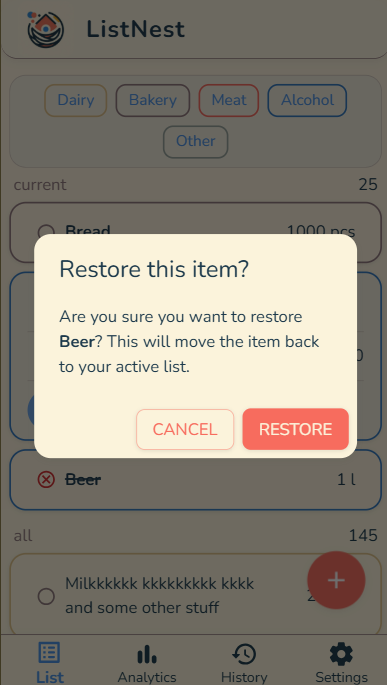 ListNest
Dairy
Bakery
Meat
Alcohol
Other
current
25
Bread
1000 pcs
Restore this item?
Are you sure you want to restore
Beer? This will move the item back
to your active list.
CANCEL
RESTORE
Beer
1 l
all
145
Milkkkkkk kkkkkkkkk kkkk
and some other stuff
+
List
Analytics
History
Settings